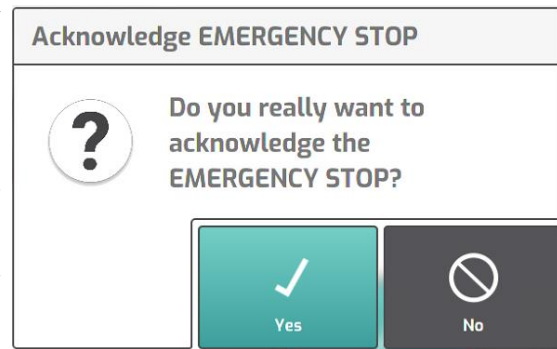 Acknowledge EMERGENCY STOP
?
Do you really want to
acknowledge the
EMERGENCY STOP?
Yes
No